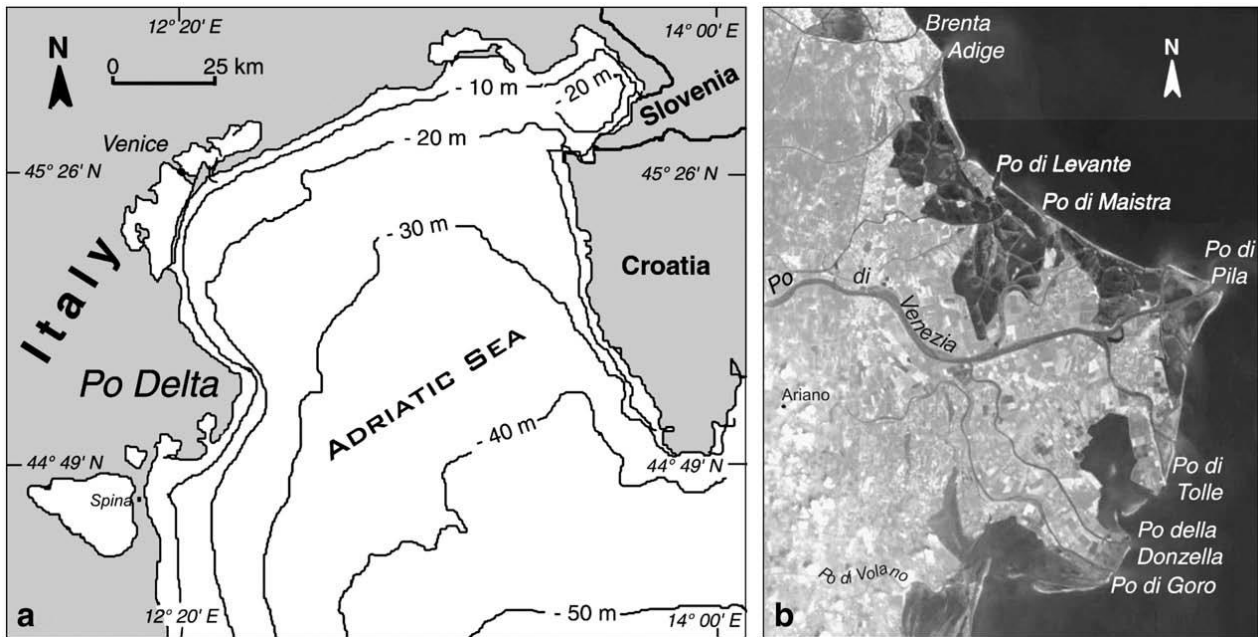 12° 20' E
14° 00' E
N
0 25 km
- 10 m
- 20 m
Slovenia
Venice
- 20 m
45° 26' N
45° 26' N
- 30 m
Croatia
Italy
ADRIATIC SEA
Po Delta
- 40 m
44° 49' N
44° 49' N
Spina
12° 20' E
14° 00' E
- 50 m
a
Brenta
Adige
N
Po di Levante
Po di Maistra
Po di
Pila
Po di Venezia
Ariano
Po di
Tolle
Po della
Donzella
Po di Goro
Po di Volano
b